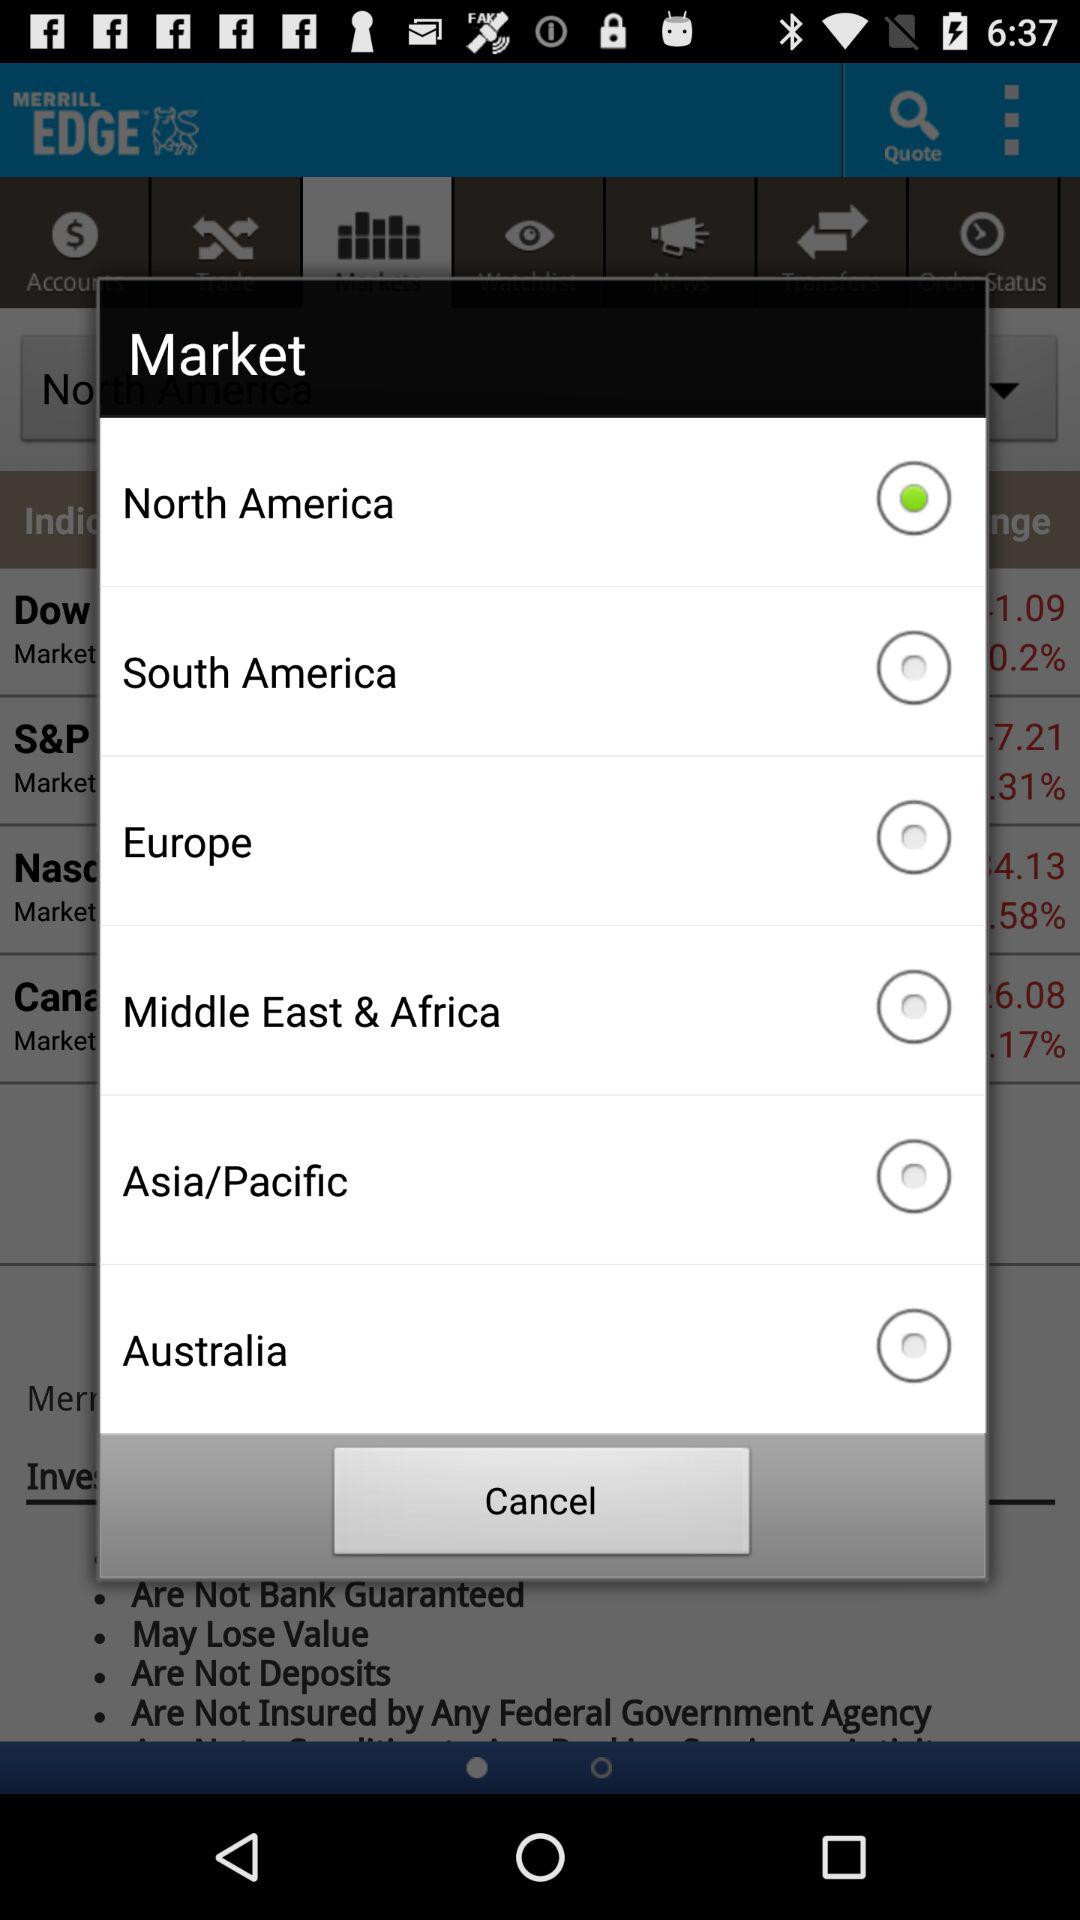 FAKE
6:37
MERRILL
EDGE
Quote
Accounts
Trade
Markets
Watchlist
News
Transfers
Order Status
Market
North America
North America
South America
Europe
Middle East & Africa
Asia/Pacific
Australia
Cancel
Indic
nge
Dow
Market
-1.09
0.2%
S&P
Market
-7.21
.31%
Nasd
Market
4.13
.58%
Cana
Market
26.08
.17%
Merr
Inves
Are Not Bank Guaranteed
May Lose Value
Are Not Deposits
Are Not Insured by Any Federal Government Agency